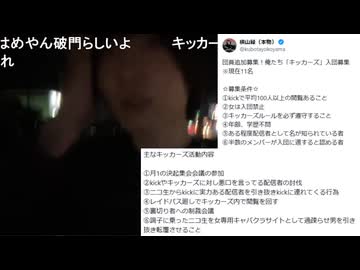 はめやん破門らしいよ
キッカー
れ
横山緑（本物）
@kubotayokoyama
団員追加募集！俺たち「キッカーズ」入団募集
※現在11名
☆募集条件☆
①kickで平均100人以上の閲覧あること
②女は入団禁止
③キッカーズルールを必ず遵守すること
④年齢、学歴不問
⑤ある程度配信者として名が知られている者
⑥半数のメンバーが入団に適すると認める者
主なキッカーズ活動内容
①月1の決起集会会議の参加
②kickやキッカーズに対し悪口を言ってる配信者の討伐
③ニコ生からkickに実力ある配信者を引き抜きkickに連れてくる行為
④レイドバス廻しでキッカーズ内で閲覧を回す
⑤裏切り者への制裁会議
⑥調子に乗ったニコ生を女専用キャバクラサイトとして過疎らせ男を引き
抜き転覆させること